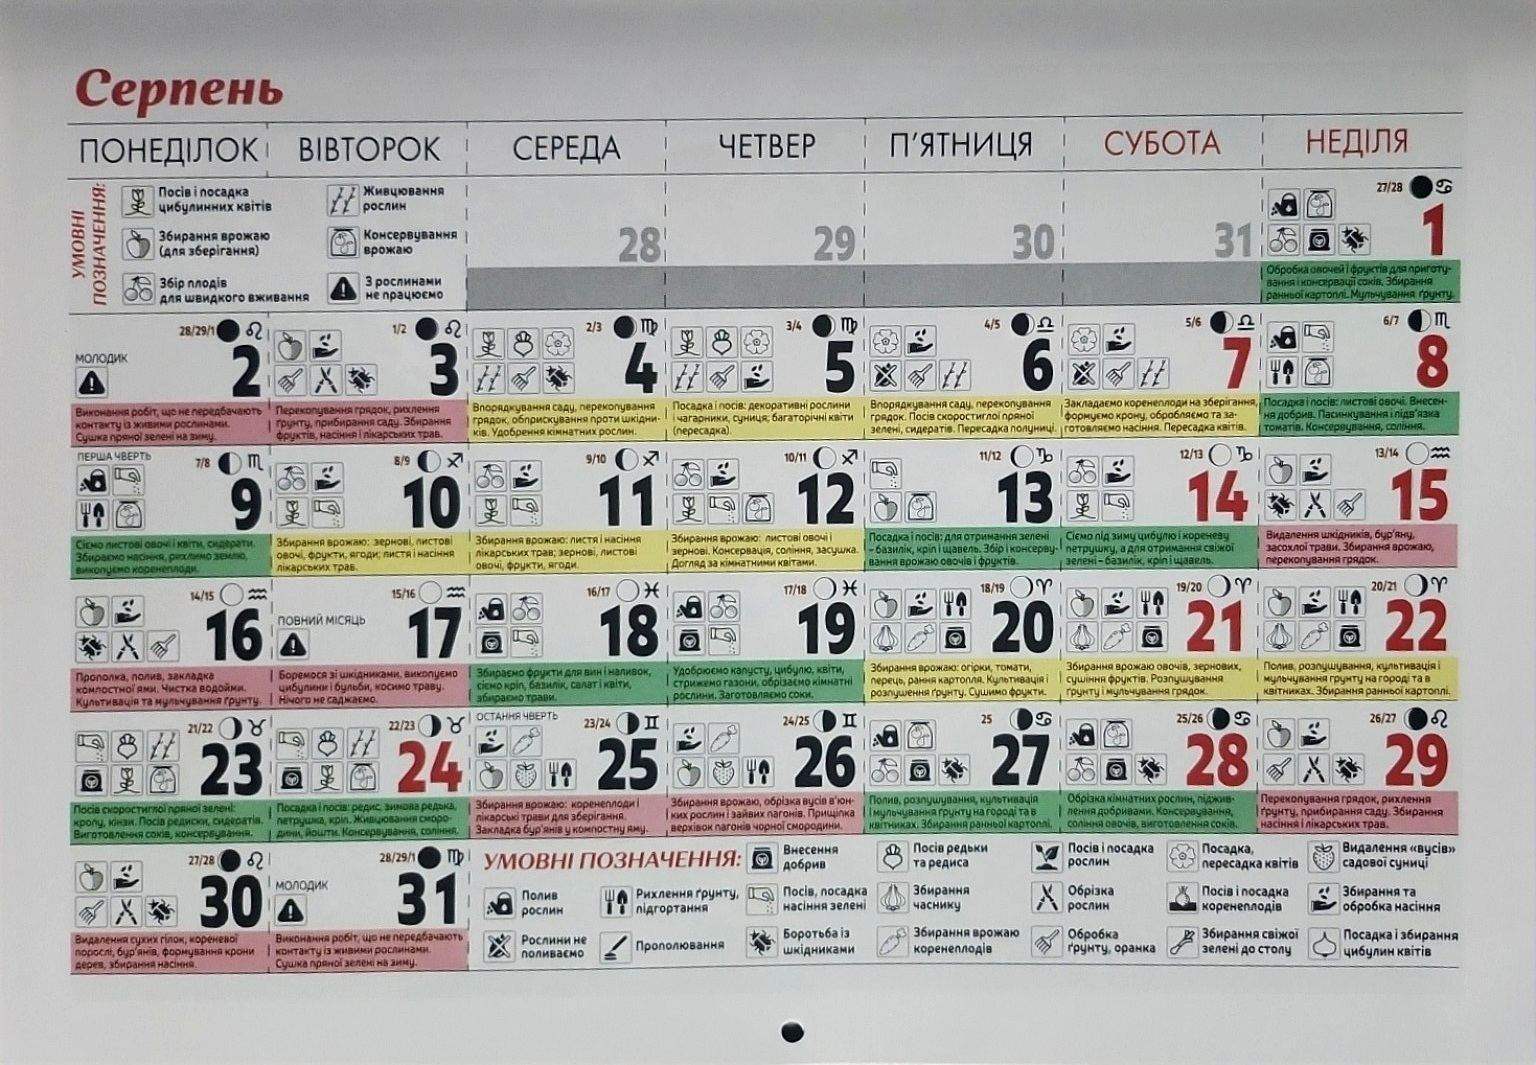 Серпень
ПОНЕДІЛОК ВІВТОРОК СЕРЕДА ЧЕТВЕР П'ЯТНИЦЯ СУБОТА НЕДІЛЯ
УМОВНІ
ПОЗНАЧЕННЯ:
Посів і посадка
цибулинних квітів
Збирання врожаю
(для зберігання)
Збір плодів
для швидкого вживання
Живцювання
рослин
Консервування
врожаю
З рослинами
не працюємо
28
29
30
31
27/28
1
Обробка овочей і фруктів для приготу-
вання і консервації соків. Збирання
ранньої картоплі. Мульчування ґрунту.
28/29/1
МОЛОДИК
2
Виконання робіт, що не передбачають
контакту із живими рослинами.
Сушка пряної зелені на зиму.
1/2
3
Перекопування грядок, рихлення
ґрунту, прибирання саду. Збирання
фруктів, насіння і лікарських трав.
2/3
4
Впорядкування саду, перекопування
грядок, обприскування проти шкідни-
ків. Удобрення кімнатних рослин.
3/4
5
Посадка і посів: декоративні рослини
і чагарники, суниця; багаторічні квіти
(пересадка).
4/5
6
Впорядкування саду, перекопування
грядок. Посів скоростиглої пряної
зелені, сидератів. Пересадка полуниці.
5/6
7
Закладаємо коренеплоди на зберігання,
формуємо крону, обробляємо та за-
готовляємо насіння. Пересадка квітів.
6/7
8
Посадка і посів: листові овочі. Внесен-
ня добрив. Пасинкування і підв'язка
томатів. Консервування, соління.
ПЕРША ЧВЕРТЬ
7/8
9
Сіємо листові овочі і квіти, сидерати.
Збираємо насіння, рихлимо землю,
викопуємо коренеплоди.
8/9
10
Збирання врожаю: зернові, листові
овочі, фрукти, ягоди; листя і насіння
лікарських трав.
9/10
11
Збирання врожаю: листя і насіння
лікарських трав; зернові, листові
овочі, фрукти, ягоди.
10/11
12
Збирання врожаю: листові овочі і
зернові. Консервація, соління, засушка.
Догляд за кімнатними квітами.
11/12
13
Посадка і посів: для отримання зелені
– базилік, кріп і щавель. Збір і консерву-
вання врожаю овочів і фруктів.
12/13
14
Сіємо під зиму цибулю і кореневу
петрушку, а для отримання свіжої
зелені – базилік, кріп і щавель.
13/14
15
Видалення шкідників, бур'яну,
засохлої трави. Збирання врожаю,
перекопування грядок.
14/15
16
Прополка, полив, закладка
компостної ями. Чистка водойми.
Культивація та мульчування ґрунту.
15/16
ПОВНИЙ МІСЯЦЬ
17
Боремося зі шкідниками, викопуємо
цибулини і бульби, косимо траву.
Нічого не саджаємо.
16/17
18
Збираємо фрукти для вин і наливок,
сіємо кріп, базилік, салат і квіти,
збираємо трави.
17/18
19
Удобрюємо капусту, цибулю, квіти,
стрижемо газони, обрізаємо кімнатні
рослини. Заготовляємо соки.
18/19
20
Збирання врожаю: огірки, томати,
перець, рання картопля. Культивація і
розпушення ґрунту. Сушимо фрукти.
19/20
21
Збирання врожаю овочів, зернових,
сушіння фруктів. Розпушування
ґрунту і мульчування грядок.
20/21
22
Полив, розпушування, культивація і
мульчування ґрунту на городі та в
квітниках. Збирання ранньої картоплі.
21/22
23
Посів скоростиглої пряної зелені:
кропу, кінзи. Посів редиски, сидератів.
Виготовлення соків, консервування.
22/23
24
Посадка і посів: редис, зимова редька,
петрушка, кріп. Живцювання сморо-
дини, йошти. Консервування, соління.
ОСТАННЯ ЧВЕРТЬ
23/24
25
Збирання врожаю: коренеплоди і
лікарські трави для зберігання.
Закладка бур'янів у компостну яму.
24/25
26
Збирання врожаю, обрізка вусів в'юн-
ких рослин і зайвих пагонів. Прищіпка
верхівок пагонів чорної смородини.
25
27
Полив, розпушування, культивація
і мульчування ґрунту на городі та в
квітниках. Збирання ранньої картоплі.
25/26
28
Обрізка кімнатних рослин, піджив-
лення добривами. Консервування,
соління овочів, виготовлення соків.
26/27
29
Перекопування грядок, рихлення
ґрунту, прибирання саду. Збирання
насіння і лікарських трав.
27/28
30
Видалення сухих гілок, кореневої
порослі, бур'янів, формування крони
дерев, збирання насіння.
28/29/1
МОЛОДИК
31
Виконання робіт, що не передбачають
контакту із живими рослинами.
Сушка пряної зелені на зиму.
УМОВНІ ПОЗНАЧЕННЯ:
Внесення
добрив
Посів редьки
та редиса
Посів і посадка
рослин
Посадка,
пересадка квітів
Видалення «вусів»
садової суниці
Полив
рослин
Рихлення ґрунту,
підгортання
Посів, посадка
насіння зелені
Збирання
часнику
Обрізка
рослин
Посів і посадка
коренеплодів
Збирання та
обробка насіння
Рослини не
поливаємо
Прополювання
Боротьба із
шкідниками
Збирання врожаю
коренеплодів
Обробка
ґрунту, оранка
Збирання свіжої
зелені до столу
Посадка і збирання
цибулин квітів